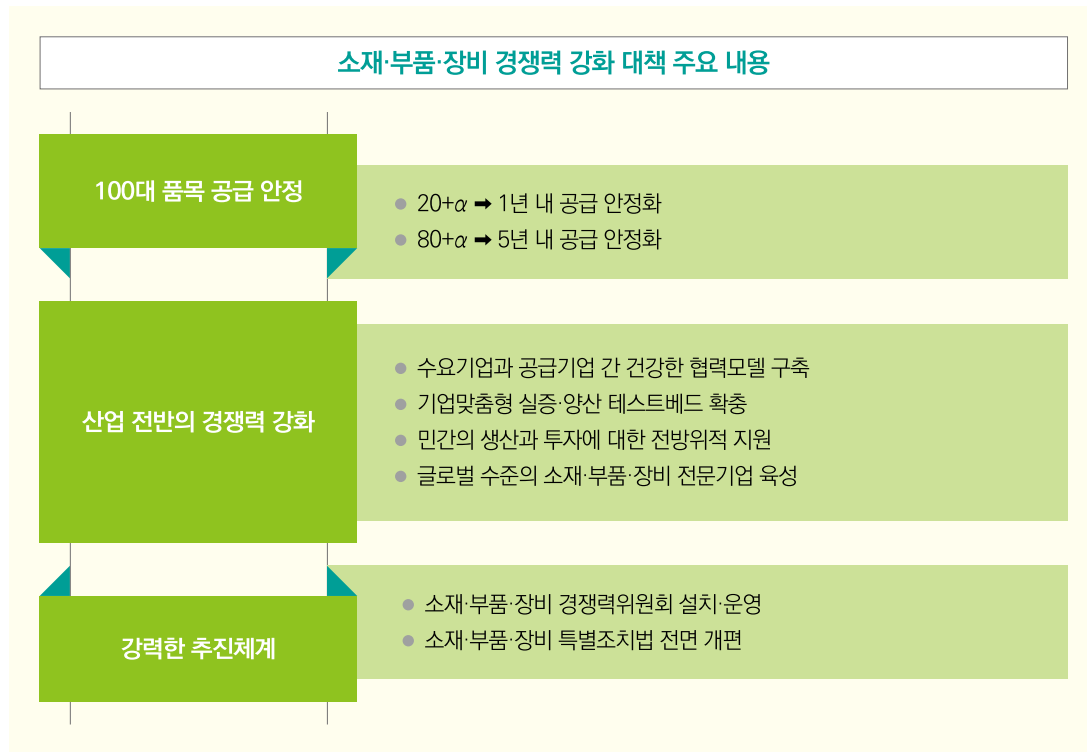 소재·부품·장비 경쟁력 강화 대책 주요 내용
100대 품목 공급 안정
● 20+α ➡ 1년 내 공급 안정화
● 80+α ➡ 5년 내 공급 안정화
산업 전반의 경쟁력 강화
● 수요기업과 공급기업 간 건강한 협력모델 구축
● 기업맞춤형 실증·양산 테스트베드 확충
● 민간의 생산과 투자에 대한 전방위적 지원
● 글로벌 수준의 소재·부품·장비 전문기업 육성
강력한 추진체계
● 소재·부품·장비 경쟁력위원회 설치·운영
● 소재·부품·장비 특별조치법 전면 개편